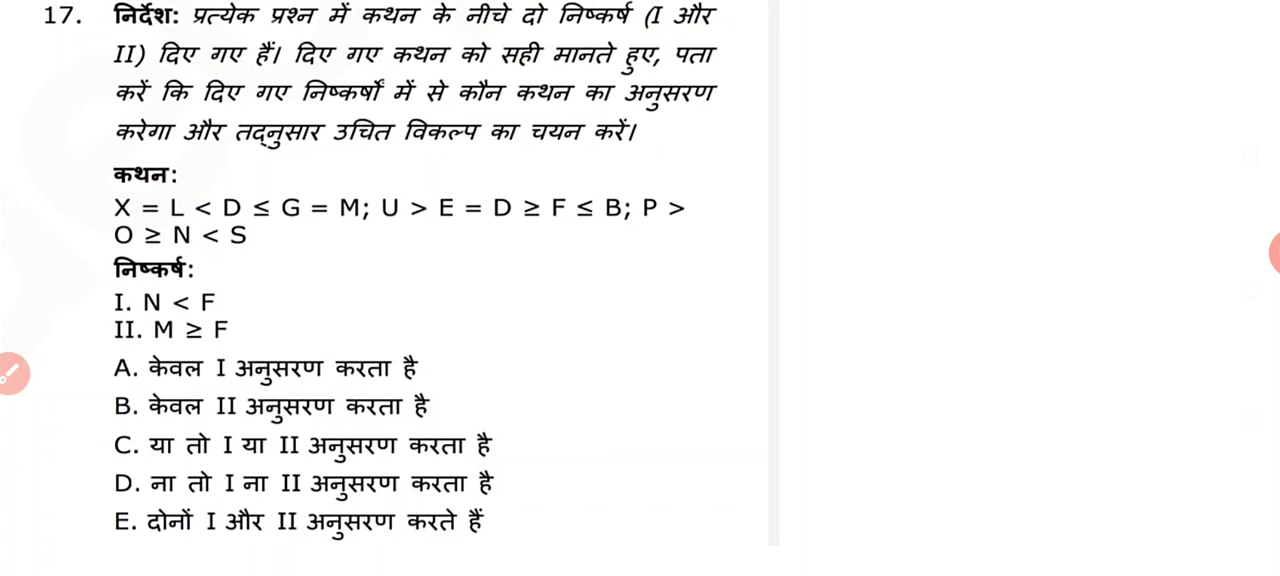 17. निर्देश: प्रत्येक प्रश्न में कथन के नीचे दो निष्कर्ष (I और
II) दिए गए हैं। दिए गए कथन को सही मानते हुए, पता
करें कि दिए गए निष्कर्षों में से कौन कथन का अनुसरण
करेगा और तद्नुसार उचित विकल्प का चयन करें।
कथन:
X = L < D ≤ G = M; U > E = D ≥ F ≤ B; P >
O ≥ N < S
निष्कर्ष:
I. N < F
II. M ≥ F
A. केवल I अनुसरण करता है
B. केवल II अनुसरण करता है
C. या तो I या II अनुसरण करता है
D. ना तो I ना II अनुसरण करता है
E. दोनों I और II अनुसरण करते हैं